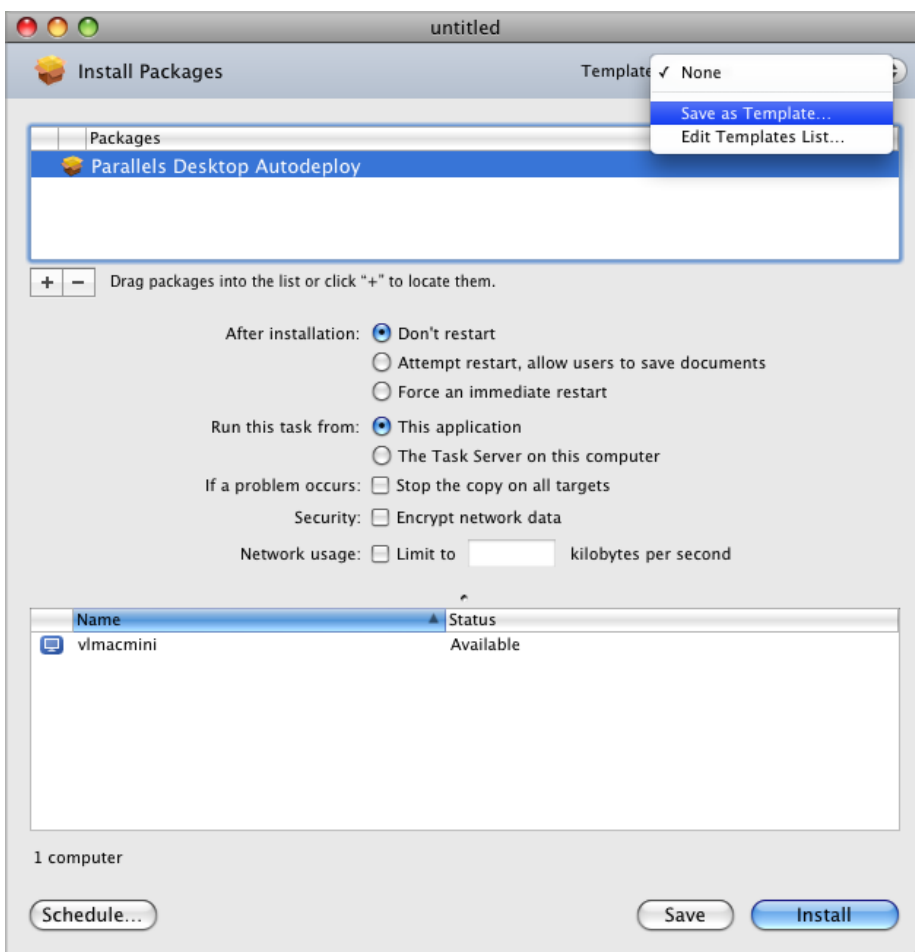 untitled
Install Packages
Template
✓ None
Save as Template...
Edit Templates List...
Packages
Parallels Desktop Autodeploy
+ − Drag packages into the list or click “+” to locate them.
After installation: Don't restart
Attempt restart, allow users to save documents
Force an immediate restart
Run this task from: This application
The Task Server on this computer
If a problem occurs: Stop the copy on all targets
Security: Encrypt network data
Network usage: Limit to kilobytes per second
Name Status
vlmacmini Available
1 computer
Schedule... Save Install